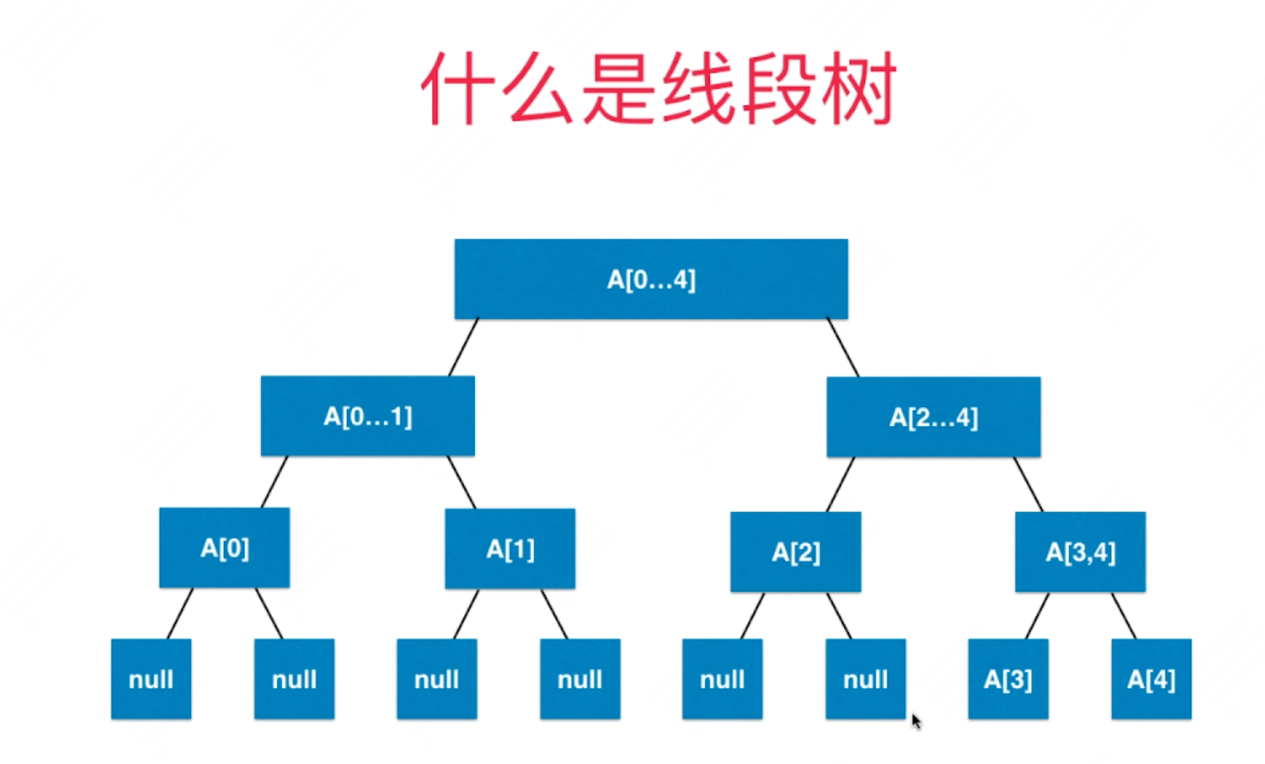 什么是线段树
A[0...4]
A[0...1]
A[2...4]
A[0]
A[1]
A[2]
A[3,4]
null
null
null
null
null
null
A[3]
A[4]